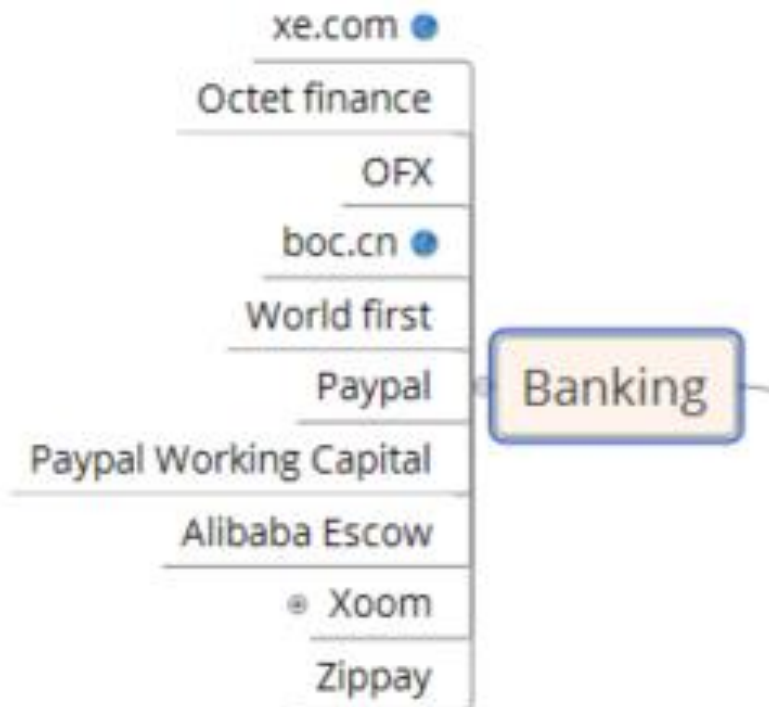 xe.com
Octet finance
OFX
boc.cn
World first
Paypal
Banking
Paypal Working Capital
Alibaba Escow
Xoom
Zippay